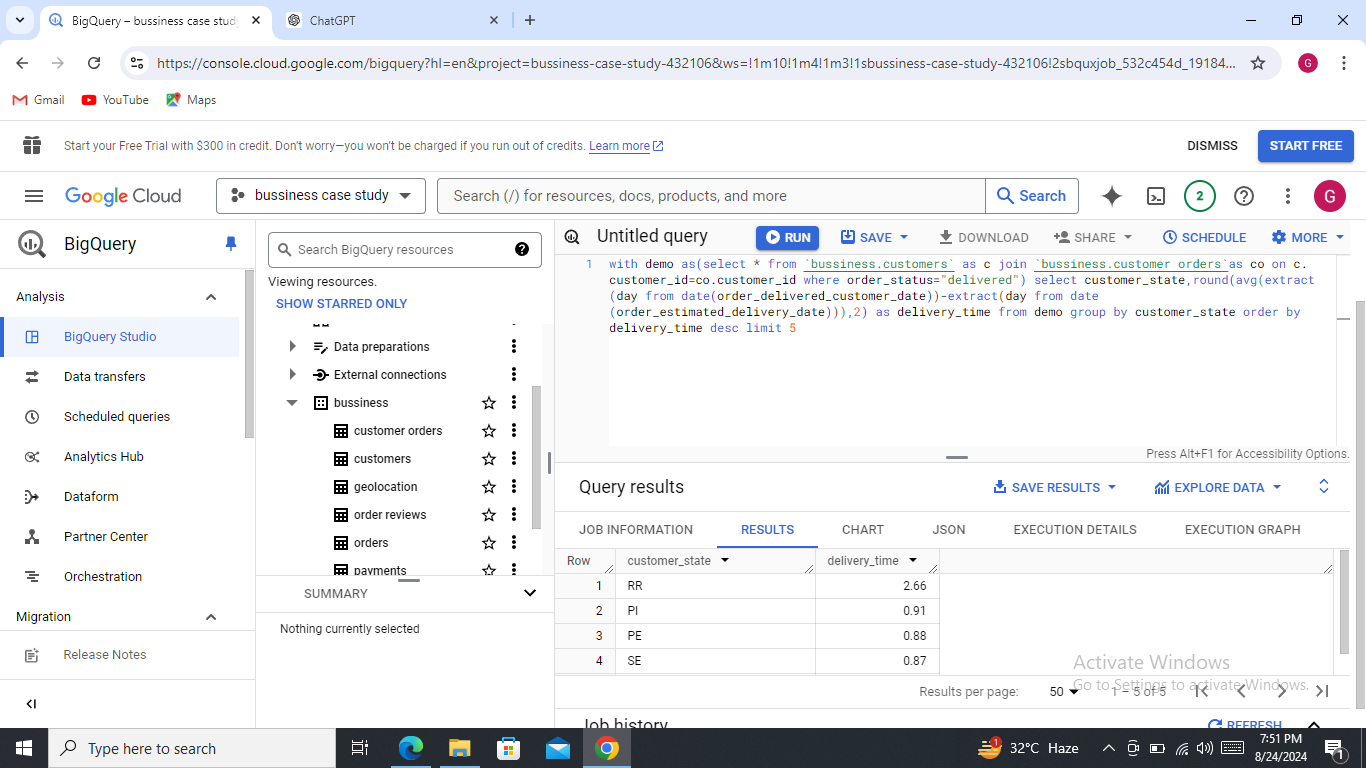 BigQuery – bussiness case stud
ChatGPT
https://console.cloud.google.com/bigquery?hl=en&project=bussiness-case-study-432106&ws=!1m10!1m4!1m3!1sbussiness-case-study-432106!2sbquxjob_532c454d_19184...
G
Gmail
YouTube
Maps
Start your Free Trial with $300 in credit. Don't worry—you won't be charged if you run out of credits. Learn more
DISMISS
START FREE
Google Cloud
bussiness case study
Search (/) for resources, docs, products, and more
Search
2
G
BigQuery
Analysis
BigQuery Studio
Data transfers
Scheduled queries
Analytics Hub
Dataform
Partner Center
Orchestration
Migration
Release Notes
Search BigQuery resources
Viewing resources.
SHOW STARRED ONLY
Data preparations
External connections
bussiness
customer orders
customers
geolocation
order reviews
orders
payments
SUMMARY
Nothing currently selected
Untitled query
RUN
SAVE
DOWNLOAD
SHARE
SCHEDULE
MORE
1 with demo as(select * from `bussiness.customers` as c join `bussiness.customer orders`as co on c.
customer_id=co.customer_id where order_status="delivered") select customer_state,round(avg(extract
(day from date(order_delivered_customer_date))-extract(day from date
(order_estimated_delivery_date))),2) as delivery_time from demo group by customer_state order by
delivery_time desc limit 5
Press Alt+F1 for Accessibility Options.
Query results
SAVE RESULTS
EXPLORE DATA
JOB INFORMATION
RESULTS
CHART
JSON
EXECUTION DETAILS
EXECUTION GRAPH
Row customer_state delivery_time
1 RR 2.66
2 PI 0.91
3 PE 0.88
4 SE 0.87
Activate Windows
Go to Settings to activate Windows.
Results per page: 50 1 – 5 of 5
Job history
REFRESH
Type here to search
32°C Haze
7:51 PM
8/24/2024
1
1